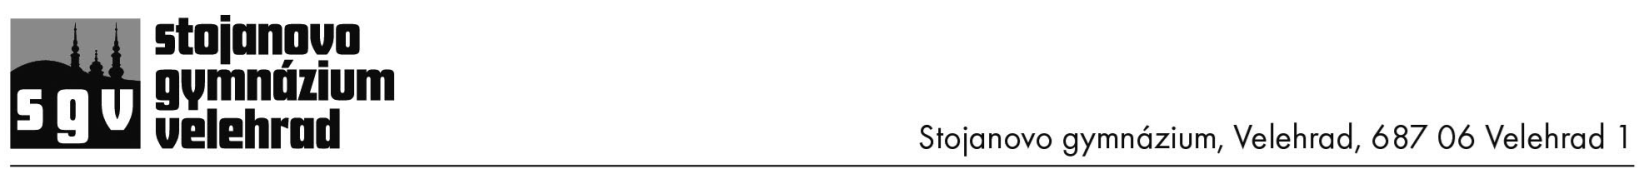 sgv
stojanovo
gymnázium
velehrad
Stojanovo gymnázium, Velehrad, 687 06 Velehrad 1